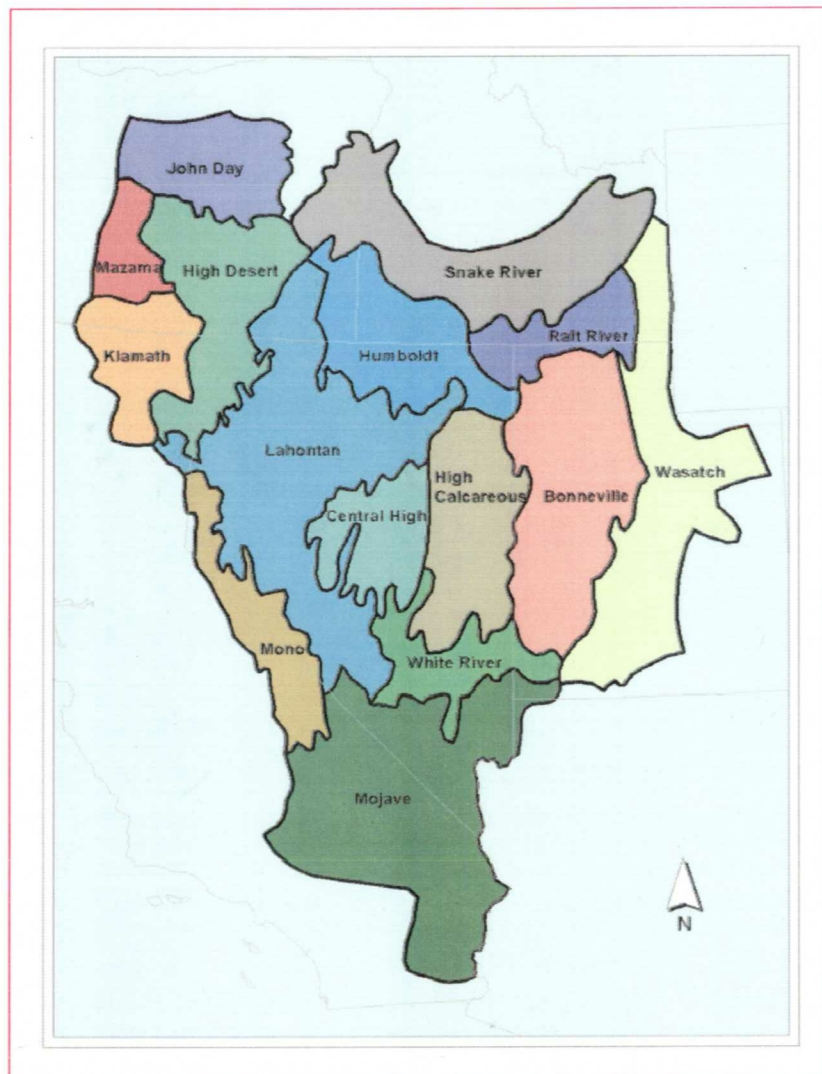 John Day
Mazama
High Desert
Snake River
Klamath
Humboldt
Raft River
Lahontan
High
Calcareous
Bonneville
Wasatch
Central High
Mono
White River
Mojave
N